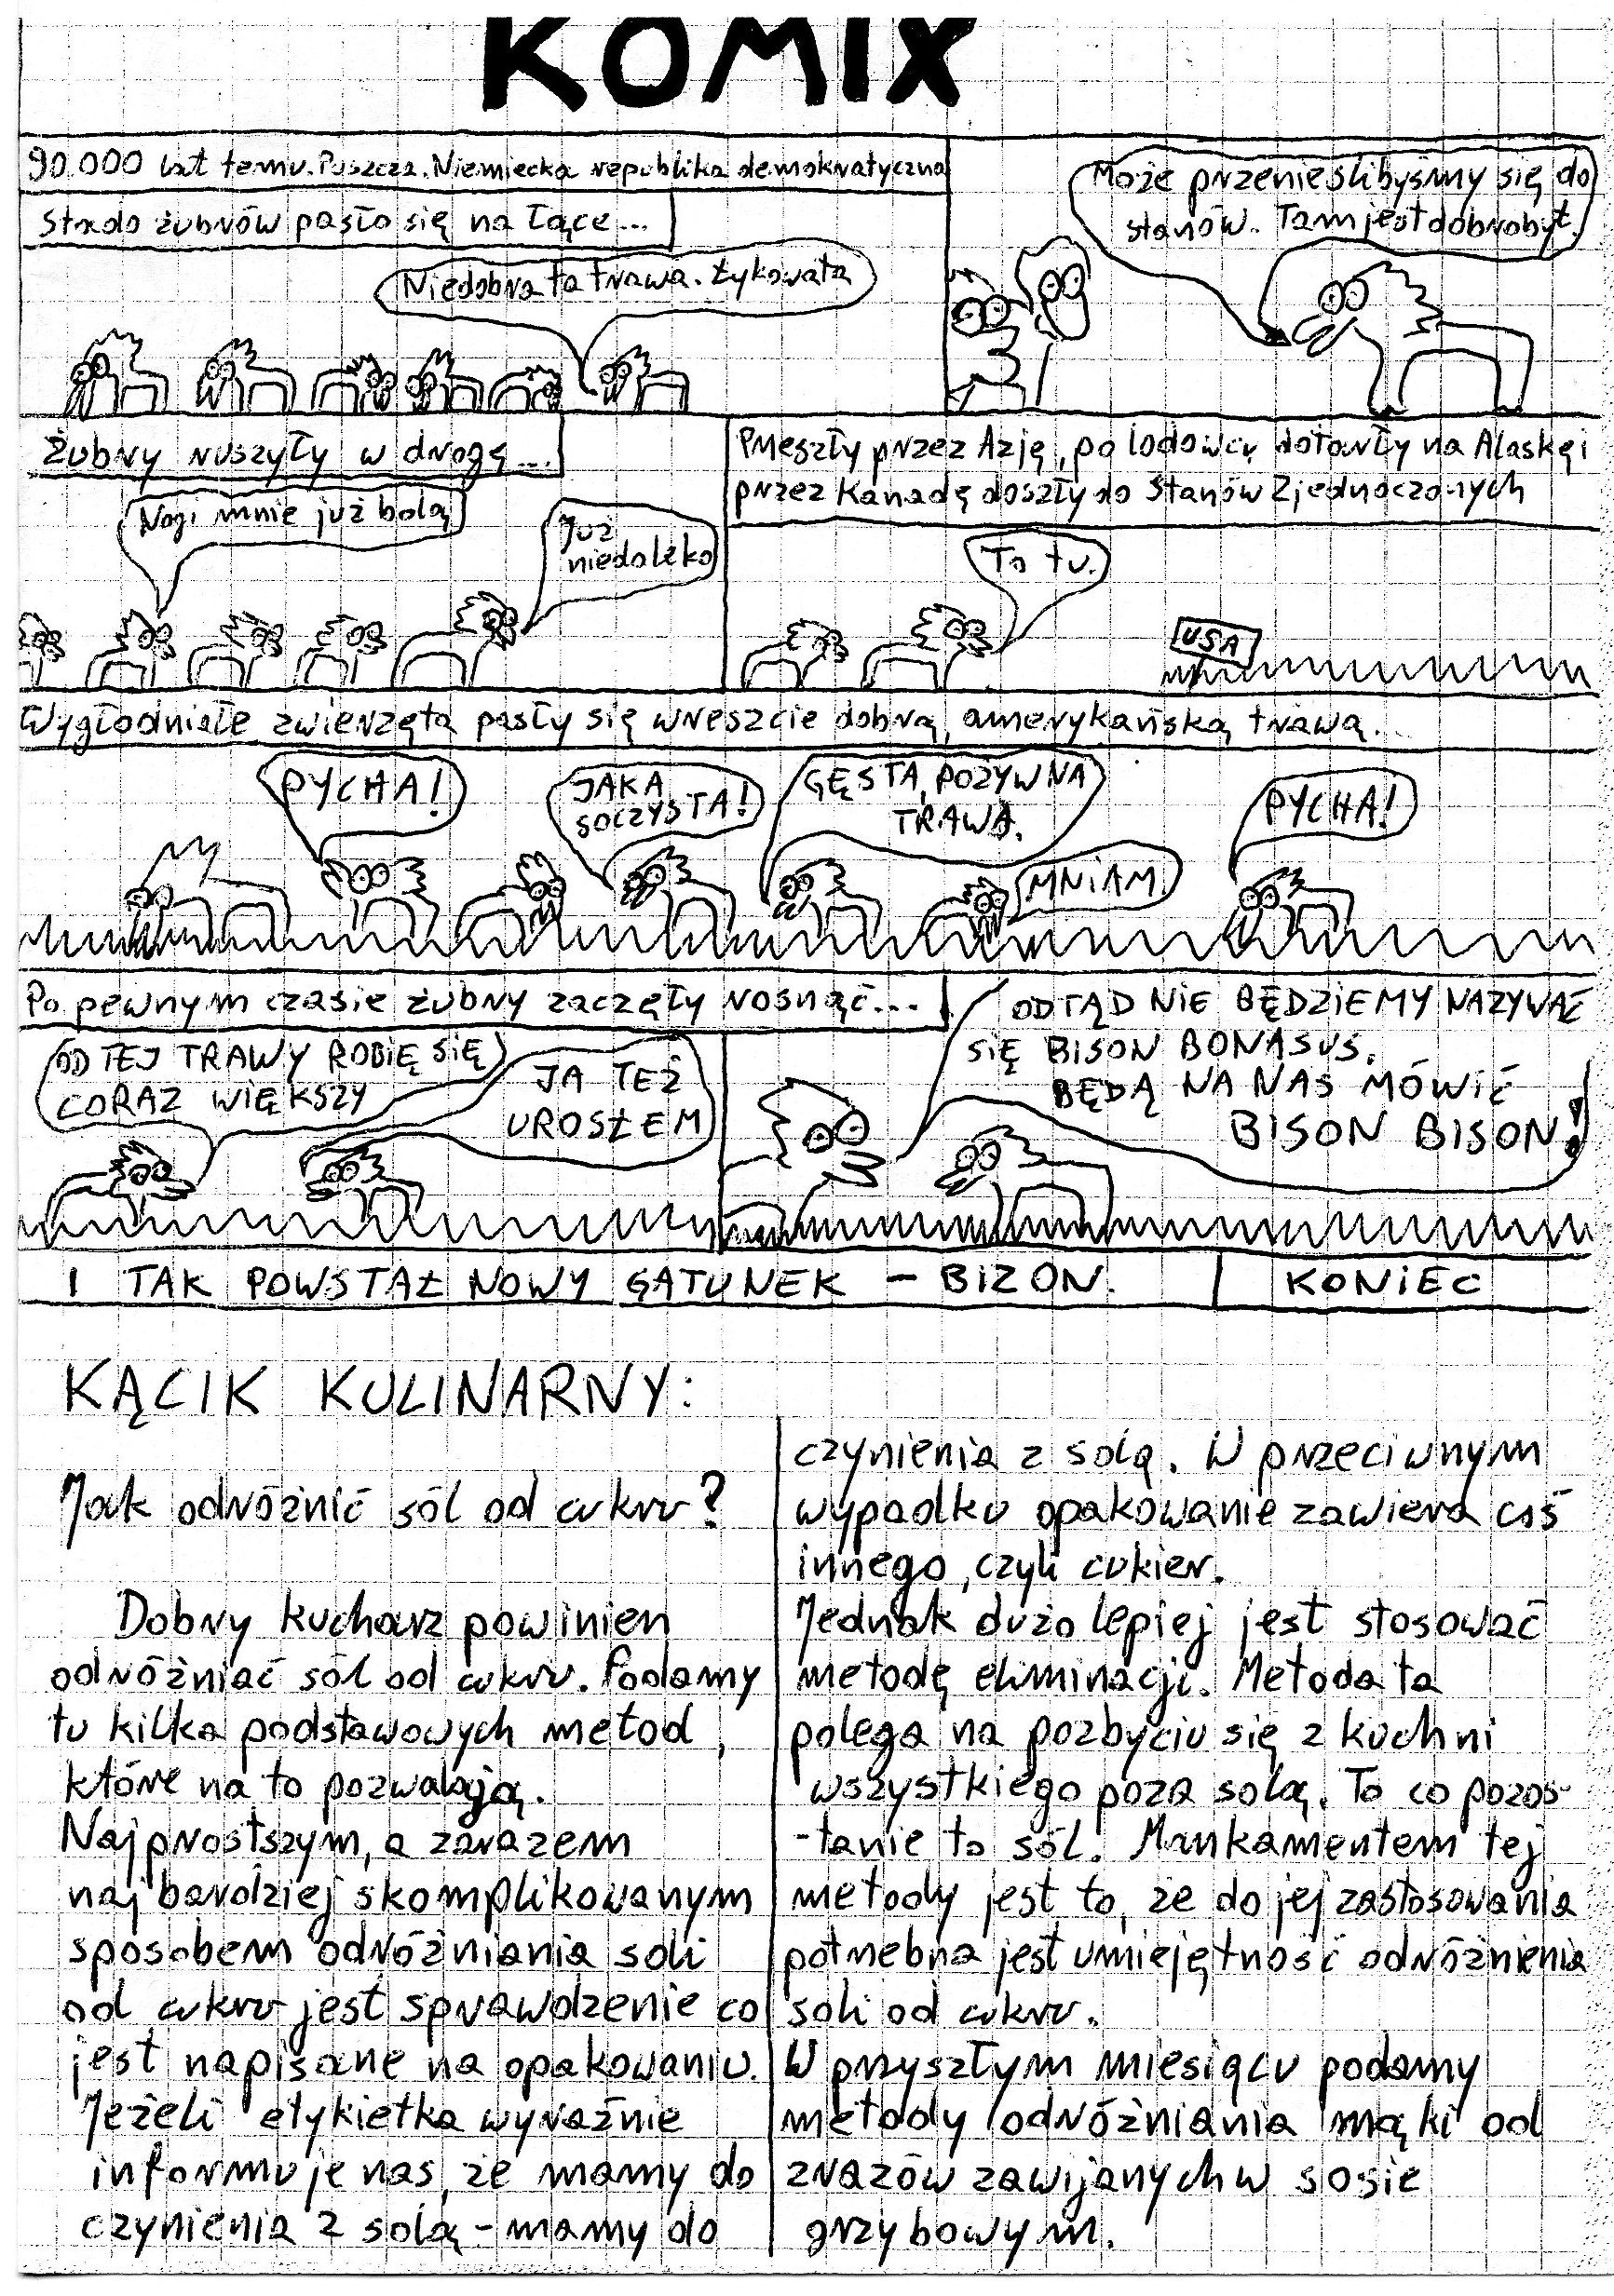 KOMIX
90.000 lat temu. Puszcza. Niemiecka republika demokratyczna
Stado żubrów pasło się na łące...
Niedobra ta trawa. Łykowata
Może przenieślibyśmy się do
stanów. Tam jest dobrobyt.
Żubry ruszyły w drogę...
Nogi mnie już bolą
Już
niedaleko
Przeszły przez Azję, po lodowcu dotarły na Alaskę i
przez Kanadę doszły do Stanów Zjednoczonych
To tu.
USA
Wygłodniałe zwierzęta pasły się wreszcie dobrą, amerykańską trawą...
PYCHA!
JAKA
SOCZYSTA!
GĘSTA, POŻYWNA
TRAWA.
MNIAM
PYCHA!
Po pewnym czasie żubry zaczęły rosnąć...
OD TEJ TRAWY ROBIĘ SIĘ
CORAZ WIĘKSZY
JA TEŻ
UROSŁEM
ODTĄD NIE BĘDZIEMY NAZYWAĆ
SIĘ BISON BONASUS.
BĘDĄ NA NAS MÓWIĆ
BISON BISON!
I TAK POWSTAŁ NOWY GATUNEK – BIZON.
KONIEC
KĄCIK KULINARNY:
Jak odróżnić sól od cukru?
Dobry kucharz powinien
odróżniać sól od cukru. Podamy
tu kilka podstawowych metod,
które na to pozwalają.
Najprostszym, a zarazem
najbardziej skomplikowanym
sposobem odróżniania soli
od cukru jest sprawdzenie co
jest napisane na opakowaniu.
Jeżeli etykietka wyraźnie
informuje nas, że mamy do
czynienia z solą – mamy do
czynienia z solą. W przeciwnym
wypadku opakowanie zawiera coś
innego, czyli cukier.
Jednak dużo lepiej jest stosować
metodę eliminacji. Metoda ta
polega na pozbyciu się z kuchni
wszystkiego poza solą. To co pozos-
-tanie to sól. Mankamentem tej
metody jest to, że do jej zastosowania
potrzebna jest umiejętność odróżnienia
soli od cukru.
W przyszłym miesiącu podamy
metody odróżniania mąki od
zrazów zawijanych w sosie
grzybowym.